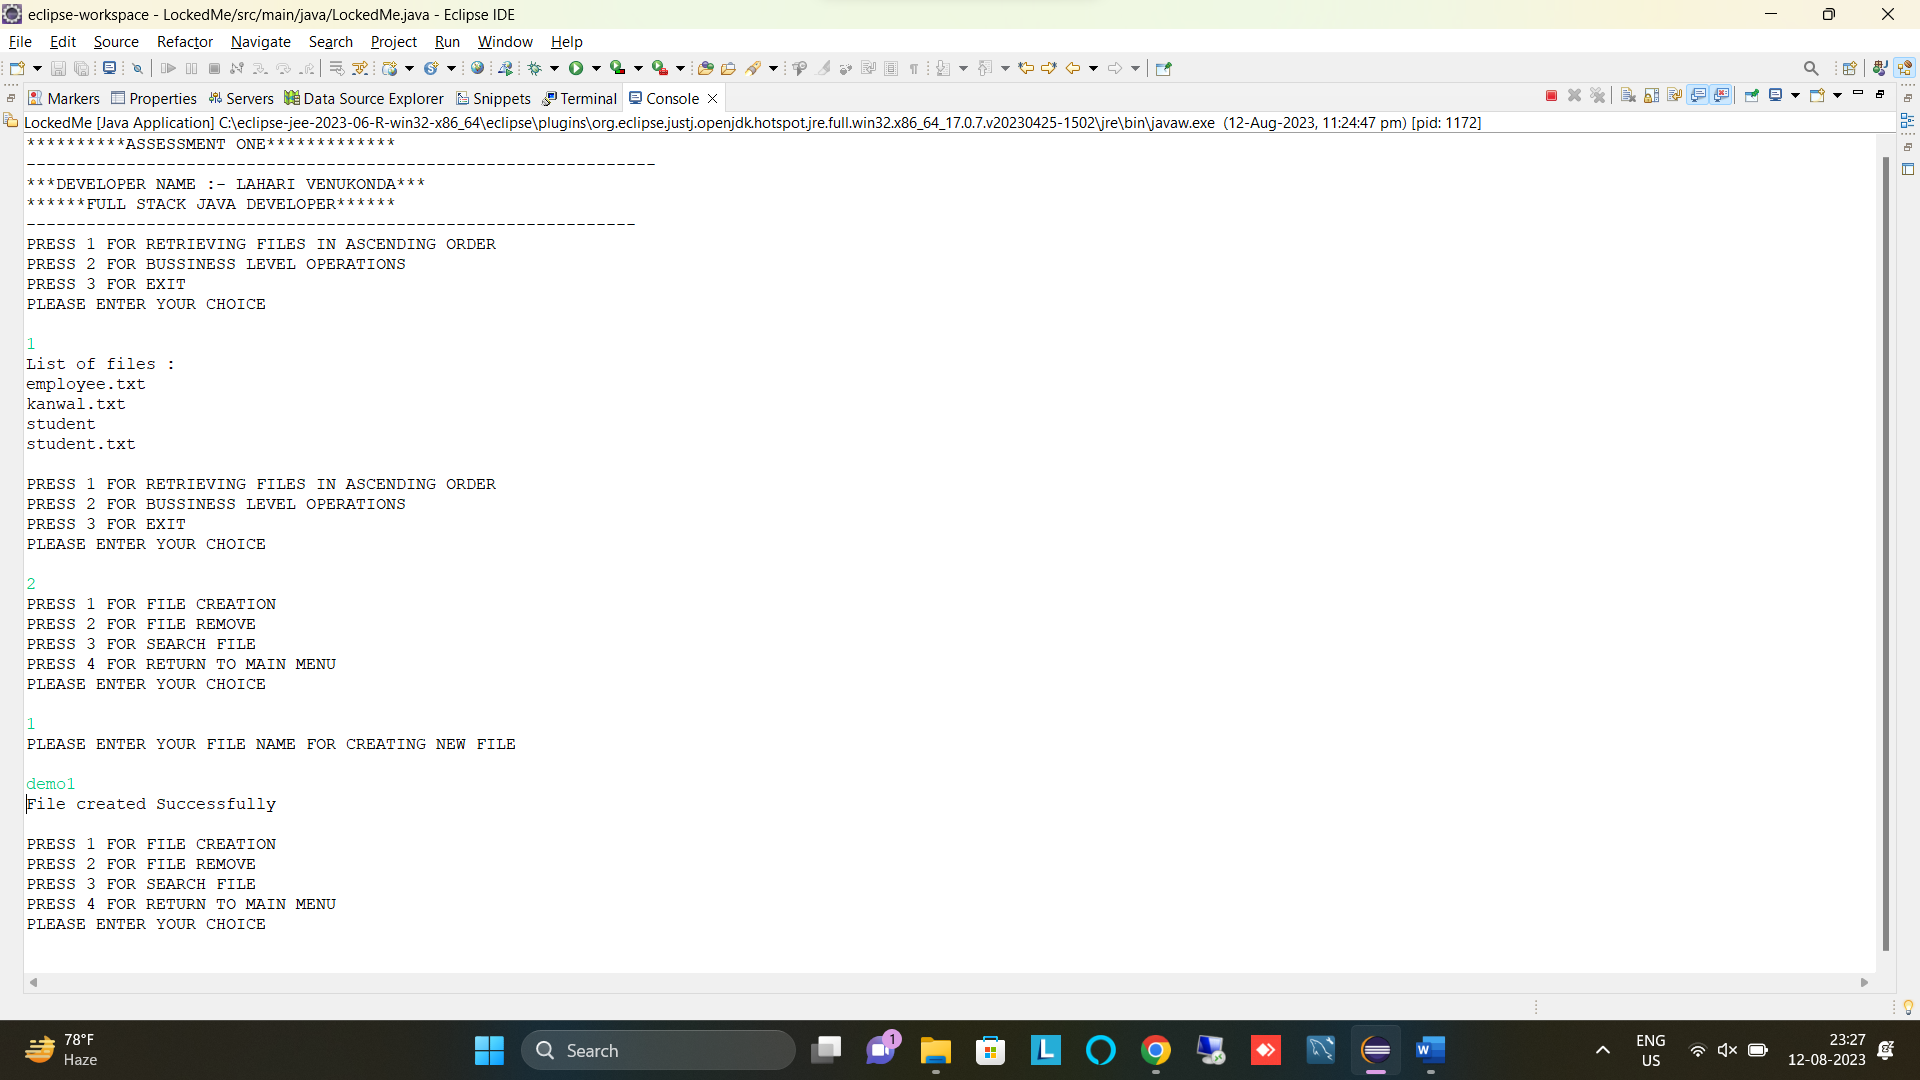 eclipse-workspace - LockedMe/src/main/java/LockedMe.java - Eclipse IDE
File Edit Source Refactor Navigate Search Project Run Window Help
Markers Properties Servers Data Source Explorer Snippets Terminal Console
LockedMe [Java Application] C:\eclipse-jee-2023-06-R-win32-x86_64\eclipse\plugins\org.eclipse.justj.openjdk.hotspot.jre.full.win32.x86_64_17.0.7.v20230425-1502\jre\bin\javaw.exe (12-Aug-2023, 11:24:47 pm) [pid: 1172]
**********ASSESSMENT ONE*************
---------------------------------------------------------------
***DEVELOPER NAME :- LAHARI VENUKONDA***
******FULL STACK JAVA DEVELOPER******
-------------------------------------------------------------
PRESS 1 FOR RETRIEVING FILES IN ASCENDING ORDER
PRESS 2 FOR BUSSINESS LEVEL OPERATIONS
PRESS 3 FOR EXIT
PLEASE ENTER YOUR CHOICE
1
List of files :
employee.txt
kanwal.txt
student
student.txt
PRESS 1 FOR RETRIEVING FILES IN ASCENDING ORDER
PRESS 2 FOR BUSSINESS LEVEL OPERATIONS
PRESS 3 FOR EXIT
PLEASE ENTER YOUR CHOICE
2
PRESS 1 FOR FILE CREATION
PRESS 2 FOR FILE REMOVE
PRESS 3 FOR SEARCH FILE
PRESS 4 FOR RETURN TO MAIN MENU
PLEASE ENTER YOUR CHOICE
1
PLEASE ENTER YOUR FILE NAME FOR CREATING NEW FILE
demo1
File created Successfully
PRESS 1 FOR FILE CREATION
PRESS 2 FOR FILE REMOVE
PRESS 3 FOR SEARCH FILE
PRESS 4 FOR RETURN TO MAIN MENU
PLEASE ENTER YOUR CHOICE
78°F
Haze
Search
1
L
W
ENG
US
23:27
12-08-2023